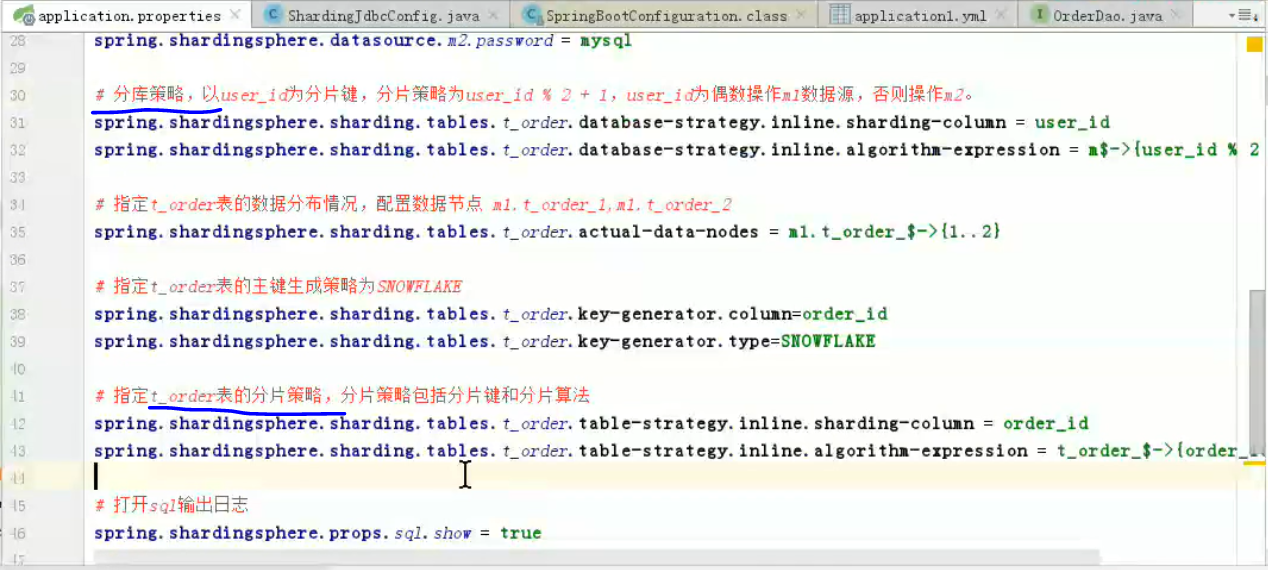 application.properties ShardingJdbcConfig.java SpringBootConfiguration.class application1.yml OrderDao.java
28 spring.shardingsphere.datasource.m2.password = mysql
29
30 # 分库策略，以user_id为分片键，分片策略为user_id % 2 + 1，user_id为偶数操作m1数据源，否则操作m2。
31 spring.shardingsphere.sharding.tables.t_order.database-strategy.inline.sharding-column = user_id
32 spring.shardingsphere.sharding.tables.t_order.database-strategy.inline.algorithm-expression = m$->{user_id % 2
33
34 # 指定t_order表的数据分布情况，配置数据节点 m1.t_order_1,m1.t_order_2
35 spring.shardingsphere.sharding.tables.t_order.actual-data-nodes = m1.t_order_$->{1..2}
36
37 # 指定t_order表的主键生成策略为SNOWFLAKE
38 spring.shardingsphere.sharding.tables.t_order.key-generator.column=order_id
39 spring.shardingsphere.sharding.tables.t_order.key-generator.type=SNOWFLAKE
40
41 # 指定t_order表的分片策略，分片策略包括分片键和分片算法
42 spring.shardingsphere.sharding.tables.t_order.table-strategy.inline.sharding-column = order_id
43 spring.shardingsphere.sharding.tables.t_order.table-strategy.inline.algorithm-expression = t_order_$->{order_
44
45 # 打开sql输出日志
46 spring.shardingsphere.props.sql.show = true
47